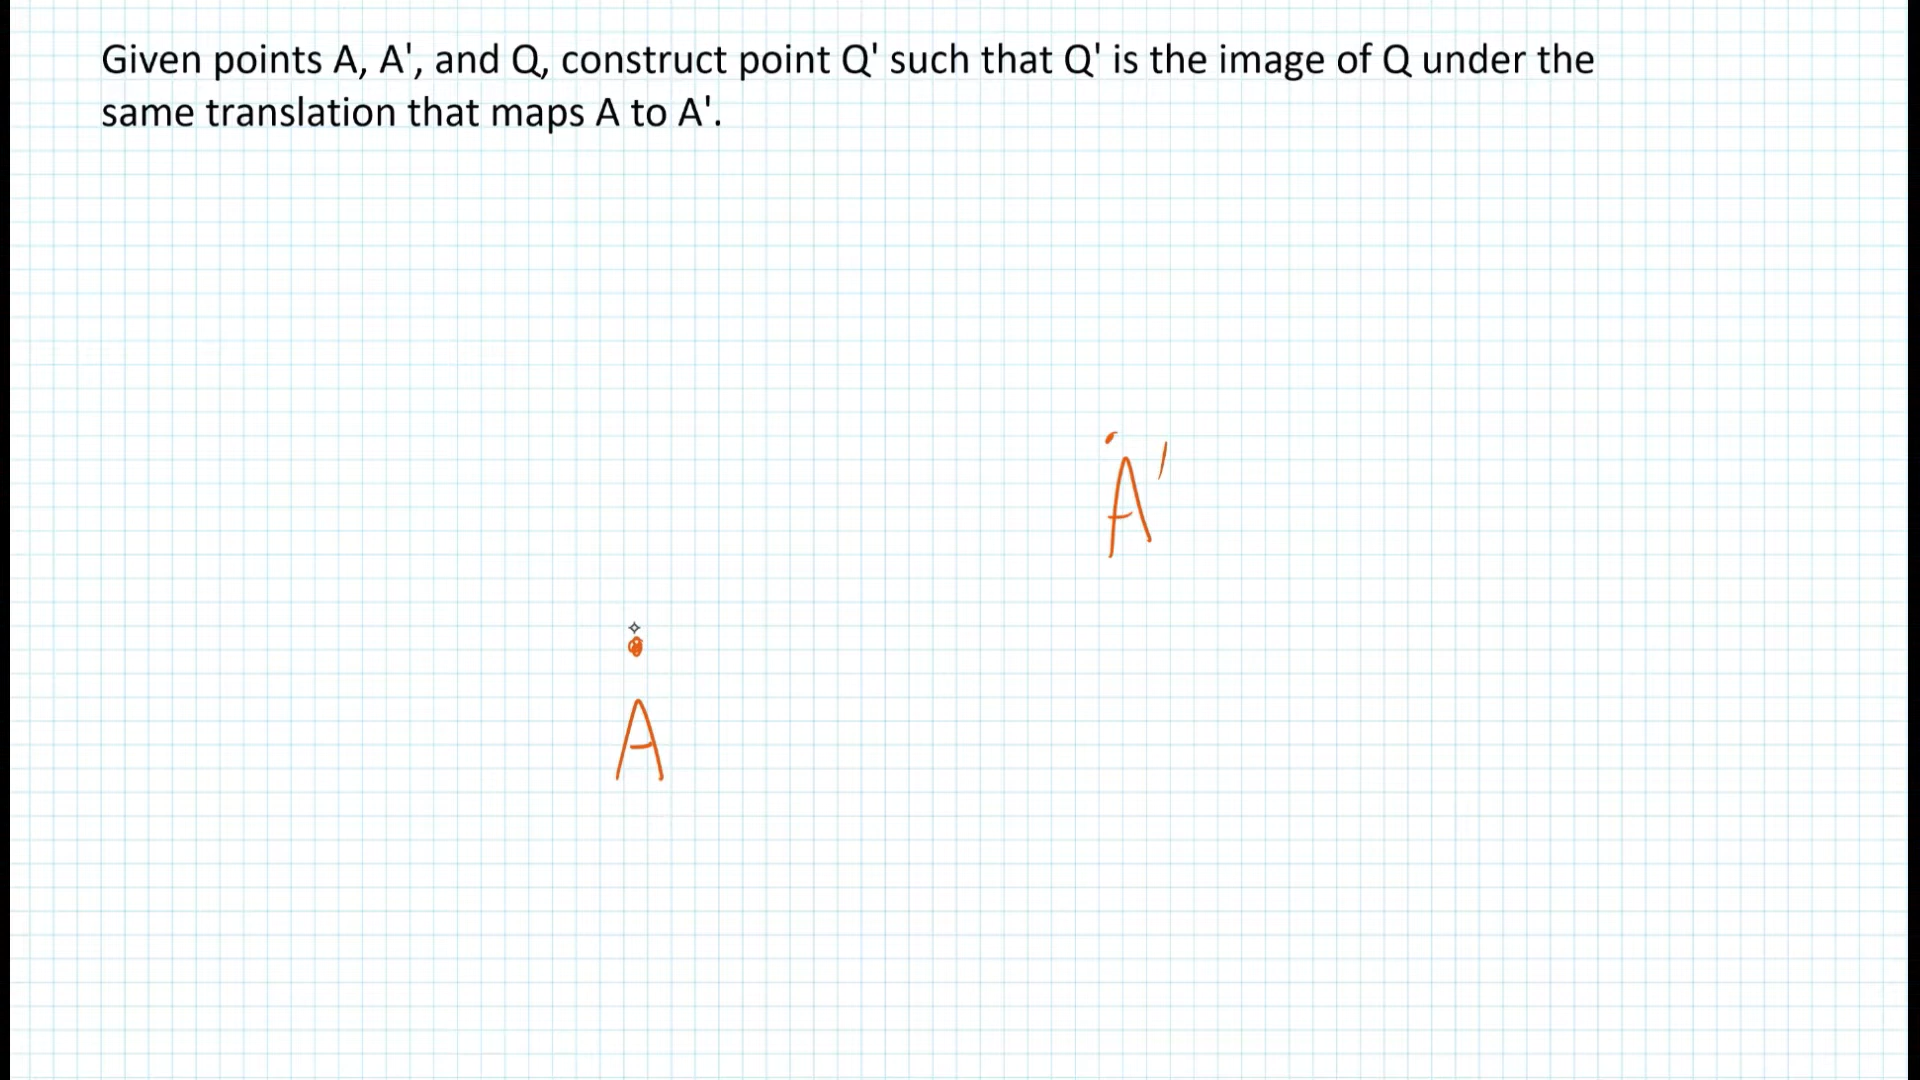 Given points A, A', and Q, construct point Q' such that Q' is the image of Q under the
same translation that maps A to A'.
A'
A